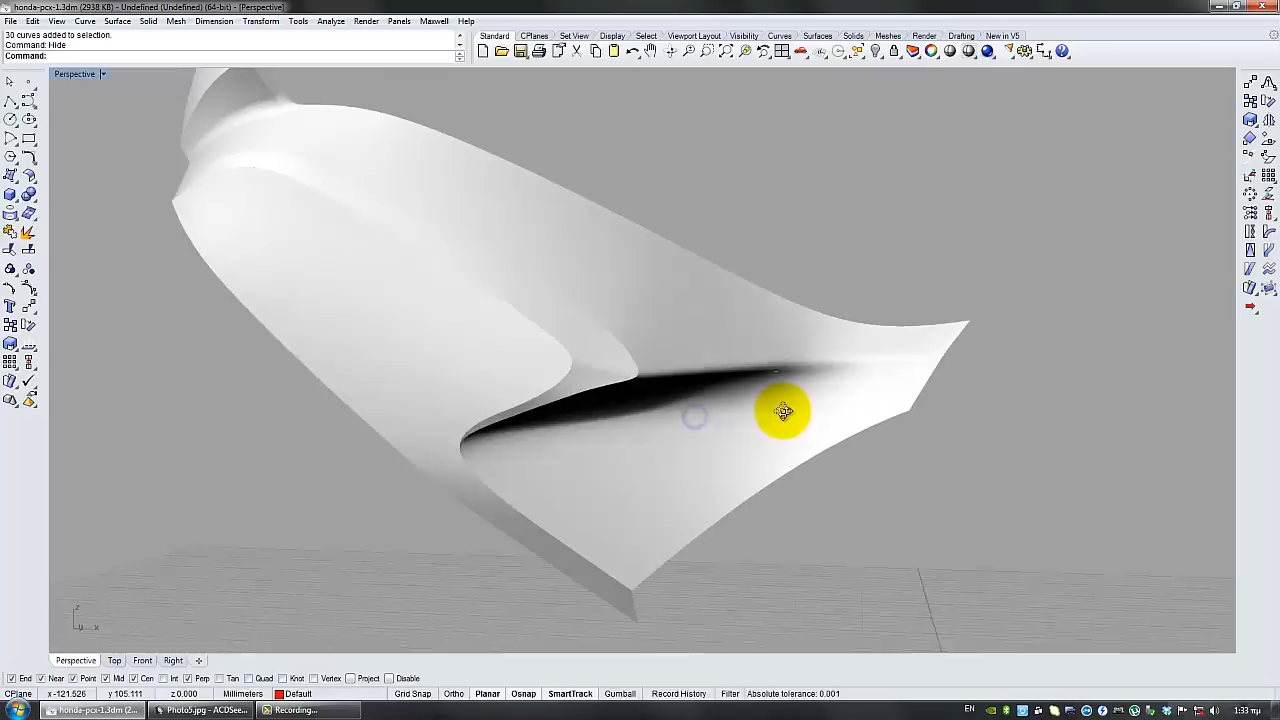 honda-pcx-1.3dm (2938 KB) - Undefined (Undefined) (64-bit) - [Perspective]
File Edit View Curve Surface Solid Mesh Dimension Transform Tools Analyze Render Panels Maxwell Help
30 curves added to selection.
Command: Hide
Command:
Standard CPlanes Set View Display Select Viewport Layout Visibility Curves Surfaces Solids Meshes Render Drafting New in V5
Perspective
z
y x
Perspective Top Front Right
End Near Point Mid Cen Int Perp Tan Quad Knot Vertex Project Disable
CPlane x -121.526 y 105.111 z 0.000 Millimeters Default Grid Snap Ortho Planar Osnap SmartTrack Gumball Record History Filter Absolute tolerance: 0.001
honda-pcx-1.3dm (2... Photo5.jpg - ACDSee... Recording... EN 1:33 πμ